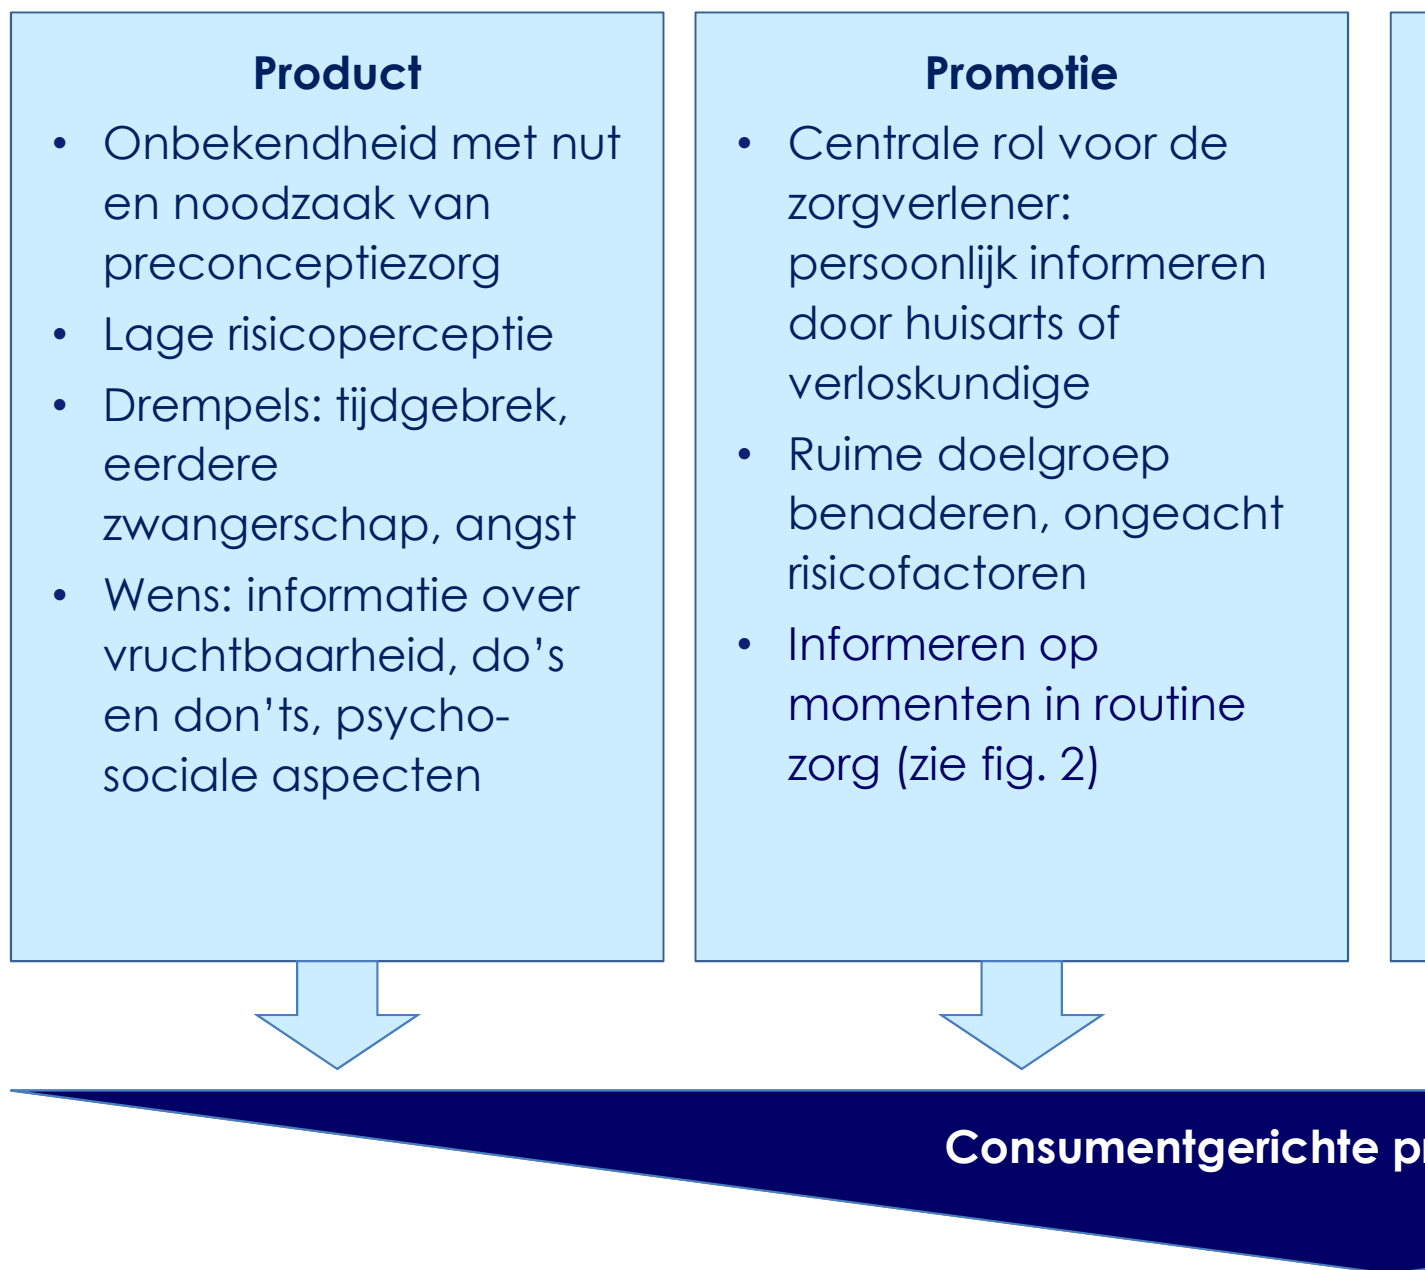 Product
• Onbekendheid met nut
en noodzaak van
preconceptiezorg
• Lage risicoperceptie
• Drempels: tijdgebrek,
eerdere
zwangerschap, angst
• Wens: informatie over
vruchtbaarheid, do’s
en don’ts, psycho-
sociale aspecten
Promotie
• Centrale rol voor de
zorgverlener:
persoonlijk informeren
door huisarts of
verloskundige
• Ruime doelgroep
benaderen, ongeacht
risicofactoren
• Informeren op
momenten in routine
zorg (zie fig. 2)
Consumentgerichte